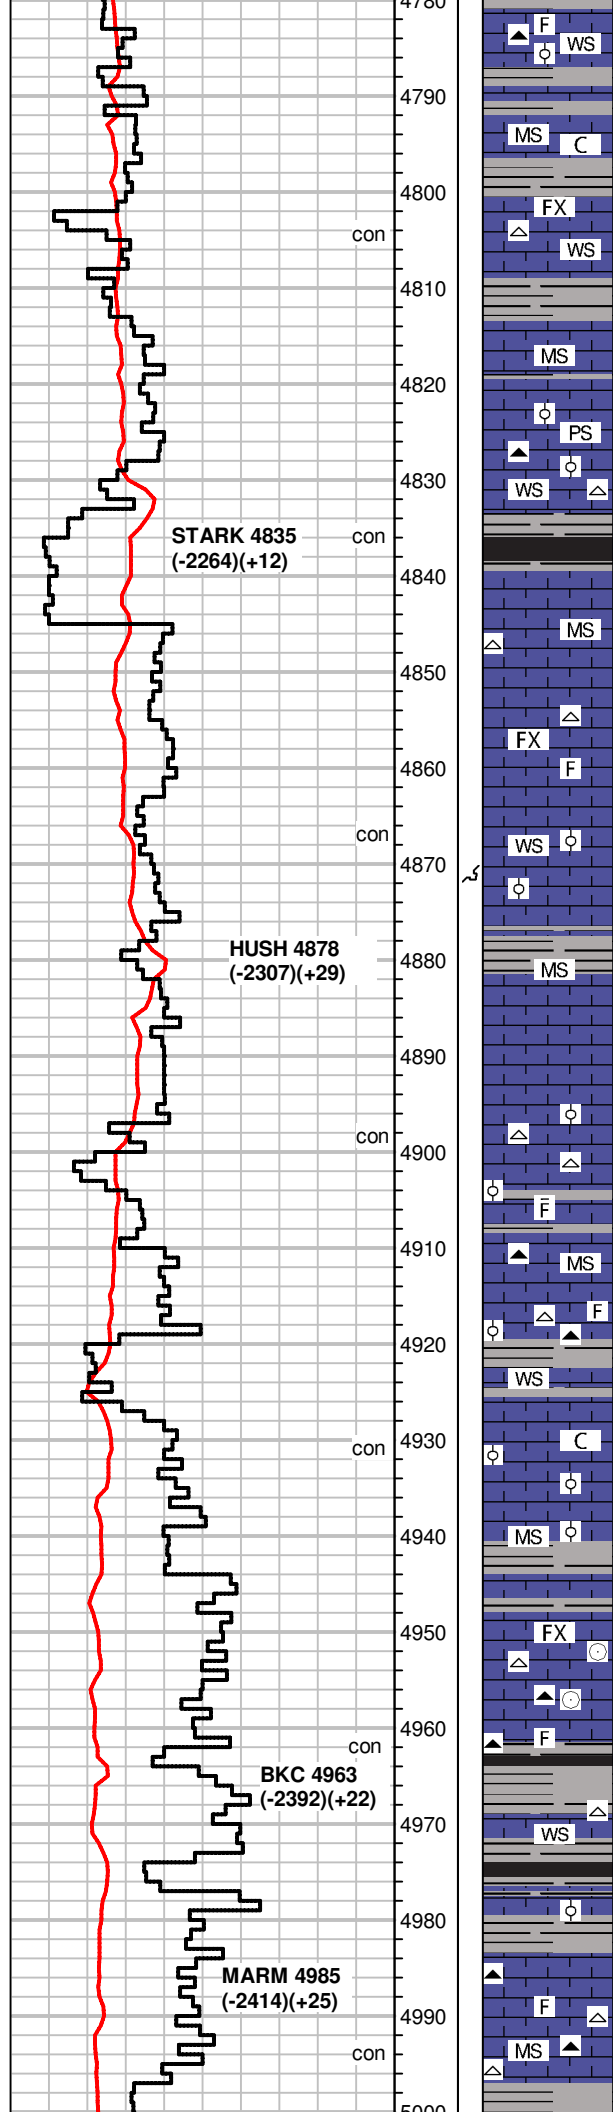 4780
F
WS
4790
MS
C
4800
FX
con
WS
4810
MS
4820
PS
4830
WS
STARK 4835
(-2264)(+12)
con
4840
MS
4850
FX
4860
F
con
WS
4870
HUSH 4878
(-2307)(+29)
4880
MS
4890
con
4900
F
4910
MS
F
4920
WS
4930
con
C
4940
MS
4950
FX
4960
F
con
BKC 4963
(-2392)(+22)
4970
WS
4980
MARM 4985
(-2414)(+25)
4990
F
con
MS
5000